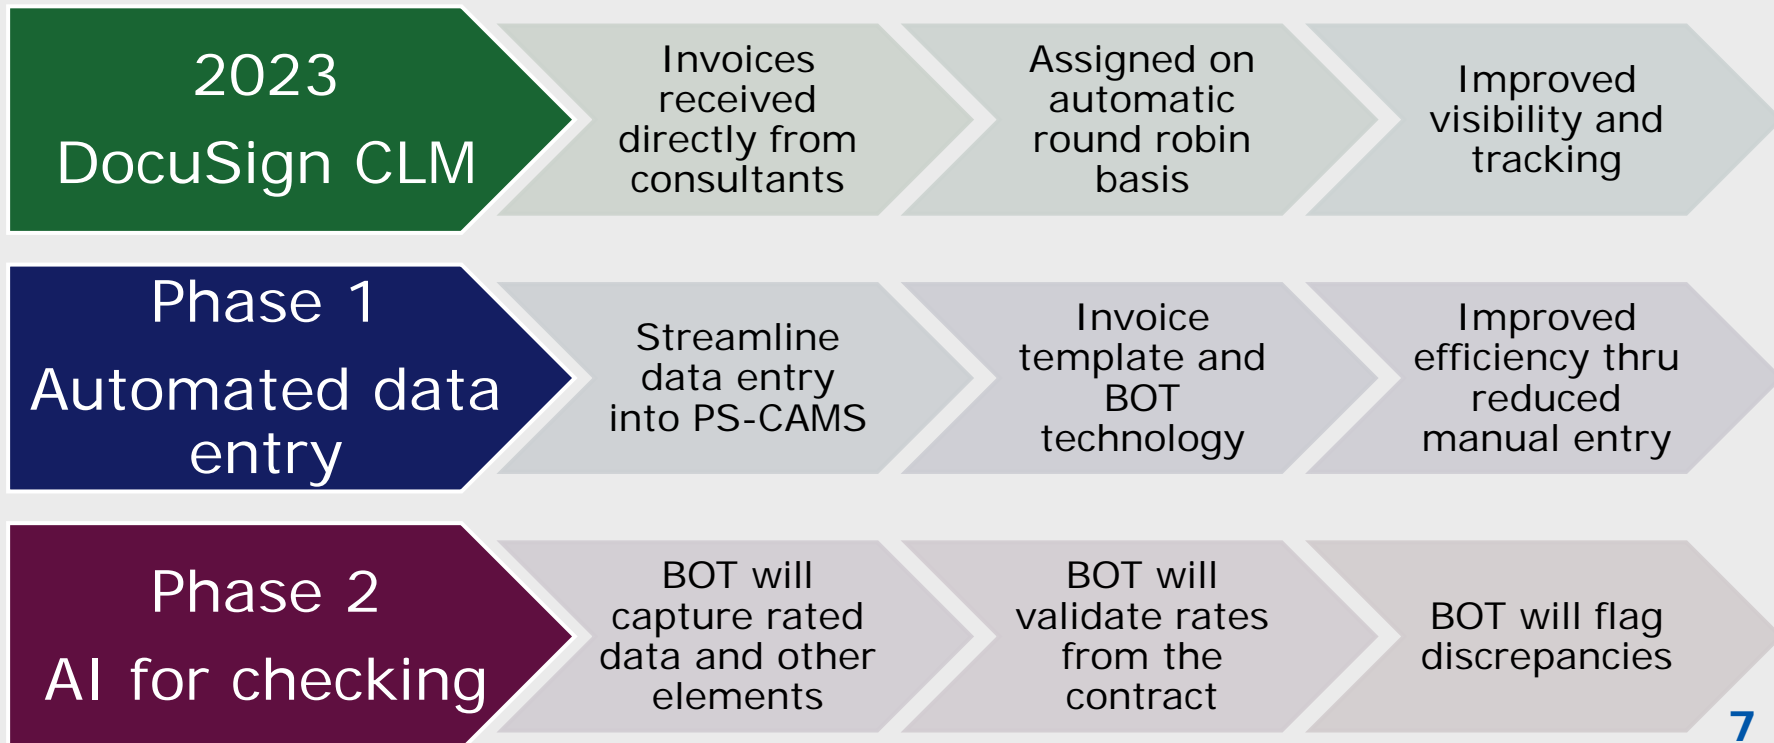 2023
DocuSign CLM
Invoices
received
directly from
consultants
Assigned on
automatic
round robin
basis
Improved
visibility and
tracking
Phase 1
Automated data
entry
Streamline
data entry
into PS-CAMS
Invoice
template and
BOT
technology
Improved
efficiency thru
reduced
manual entry
Phase 2
AI for checking
BOT will
capture rated
data and other
elements
BOT will
validate rates
from the
contract
BOT will flag
discrepancies
7